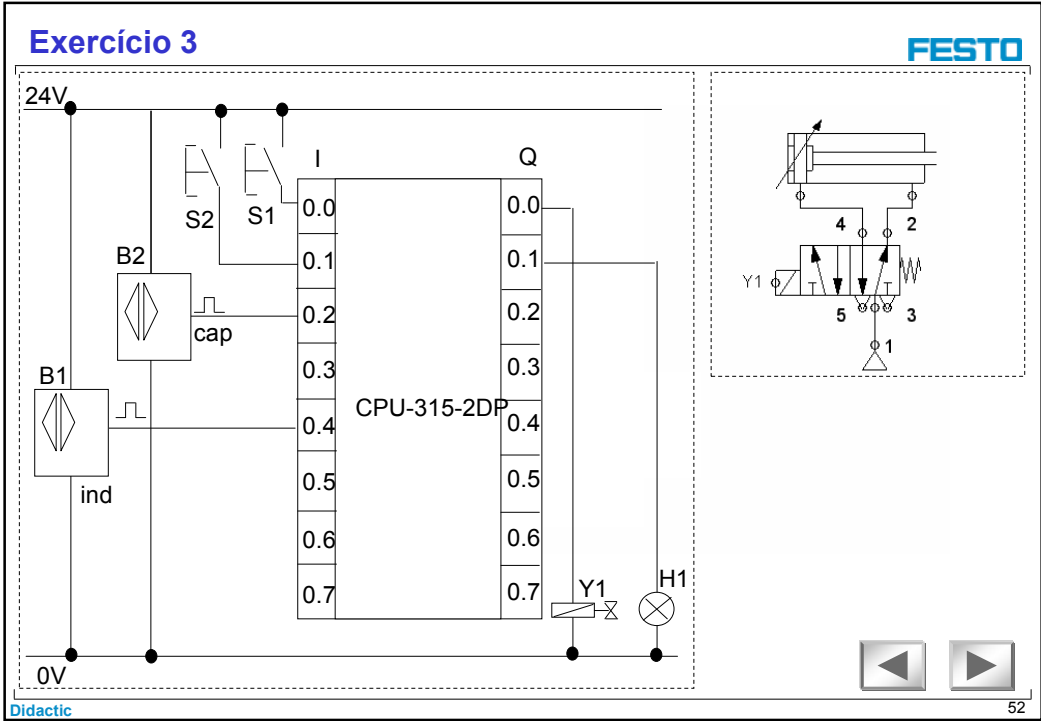 Exercício 3
FESTO
24V
S2
S1
I
Q
0.0
0.0
0.1
0.1
B2
cap
0.2
0.2
0.3
0.3
B1
ind
CPU-315-2DP
0.4
0.4
0.5
0.5
0.6
0.6
0.7
0.7
Y1
H1
0V
4
2
Y1
5
3
1
Didactic
52